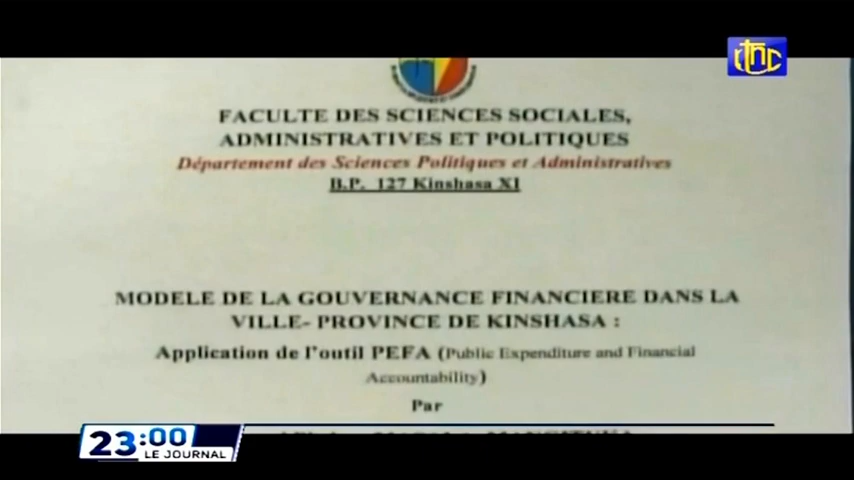 rtnc
FACULTE DES SCIENCES SOCIALES,
ADMINISTRATIVES ET POLITIQUES
Département des Sciences Politiques et Administratives
B.P. 127 Kinshasa XI
MODELE DE LA GOUVERNANCE FINANCIERE DANS LA
VILLE- PROVINCE DE KINSHASA :
Application de l'outil PEFA (Public Expenditure and Financial
Accountability)
Par
23:00
LE JOURNAL